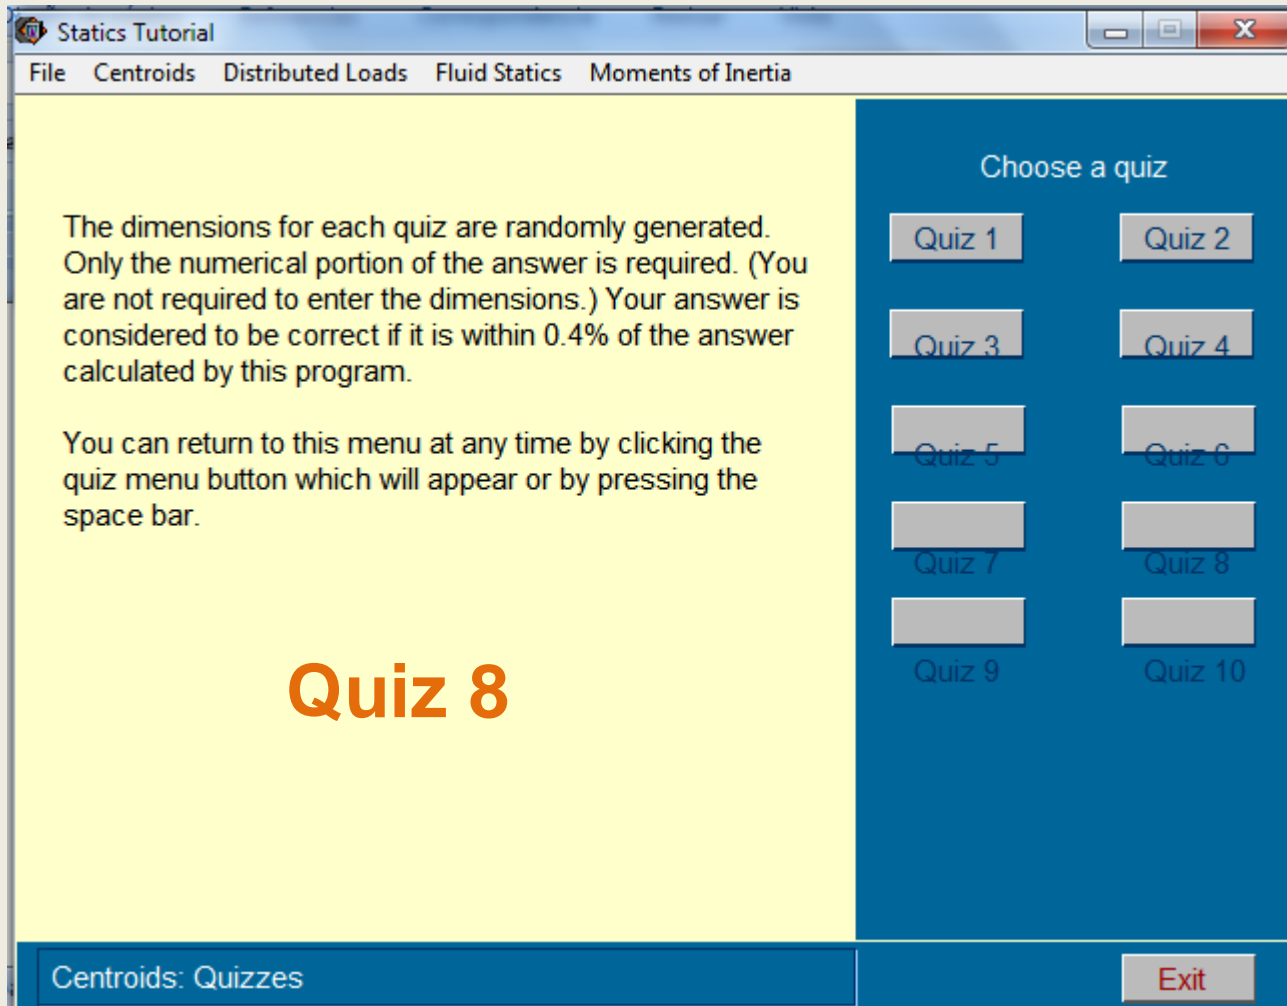 Statics Tutorial
File Centroids Distributed Loads Fluid Statics Moments of Inertia
The dimensions for each quiz are randomly generated.
Only the numerical portion of the answer is required. (You
are not required to enter the dimensions.) Your answer is
considered to be correct if it is within 0.4% of the answer
calculated by this program.
You can return to this menu at any time by clicking the
quiz menu button which will appear or by pressing the
space bar.
Quiz 8
Choose a quiz
Quiz 1 Quiz 2
Quiz 3 Quiz 4
Quiz 5 Quiz 6
Quiz 7 Quiz 8
Quiz 9 Quiz 10
Centroids: Quizzes
Exit